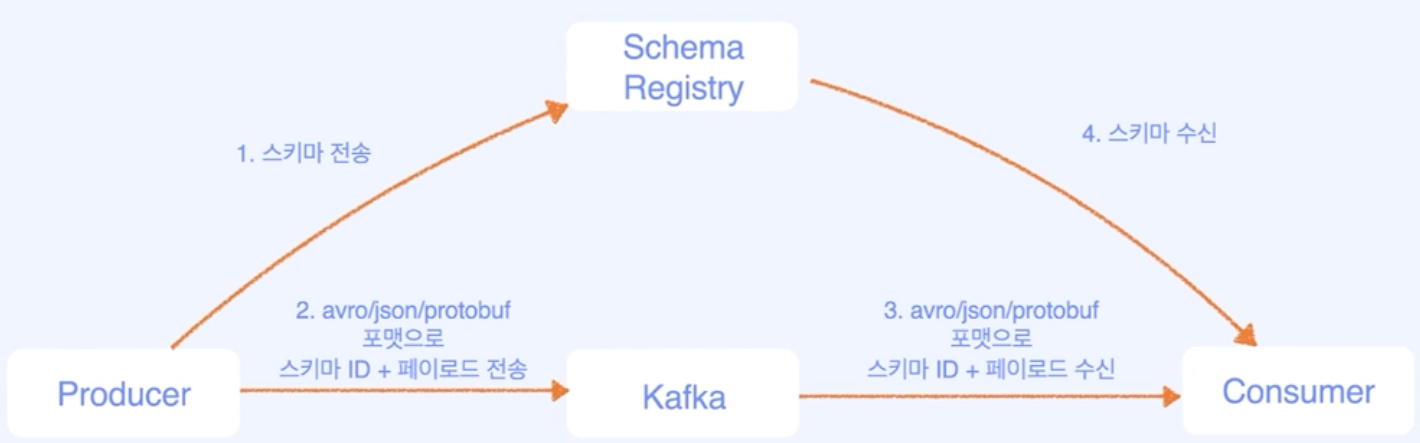 Schema
Registry
1. 스키마 전송
4. 스키마 수신
2. avro/json/protobuf
포맷으로
스키마 ID + 페이로드 전송
3. avro/json/protobuf
포맷으로
스키마 ID + 페이로드 수신
Producer
Kafka
Consumer